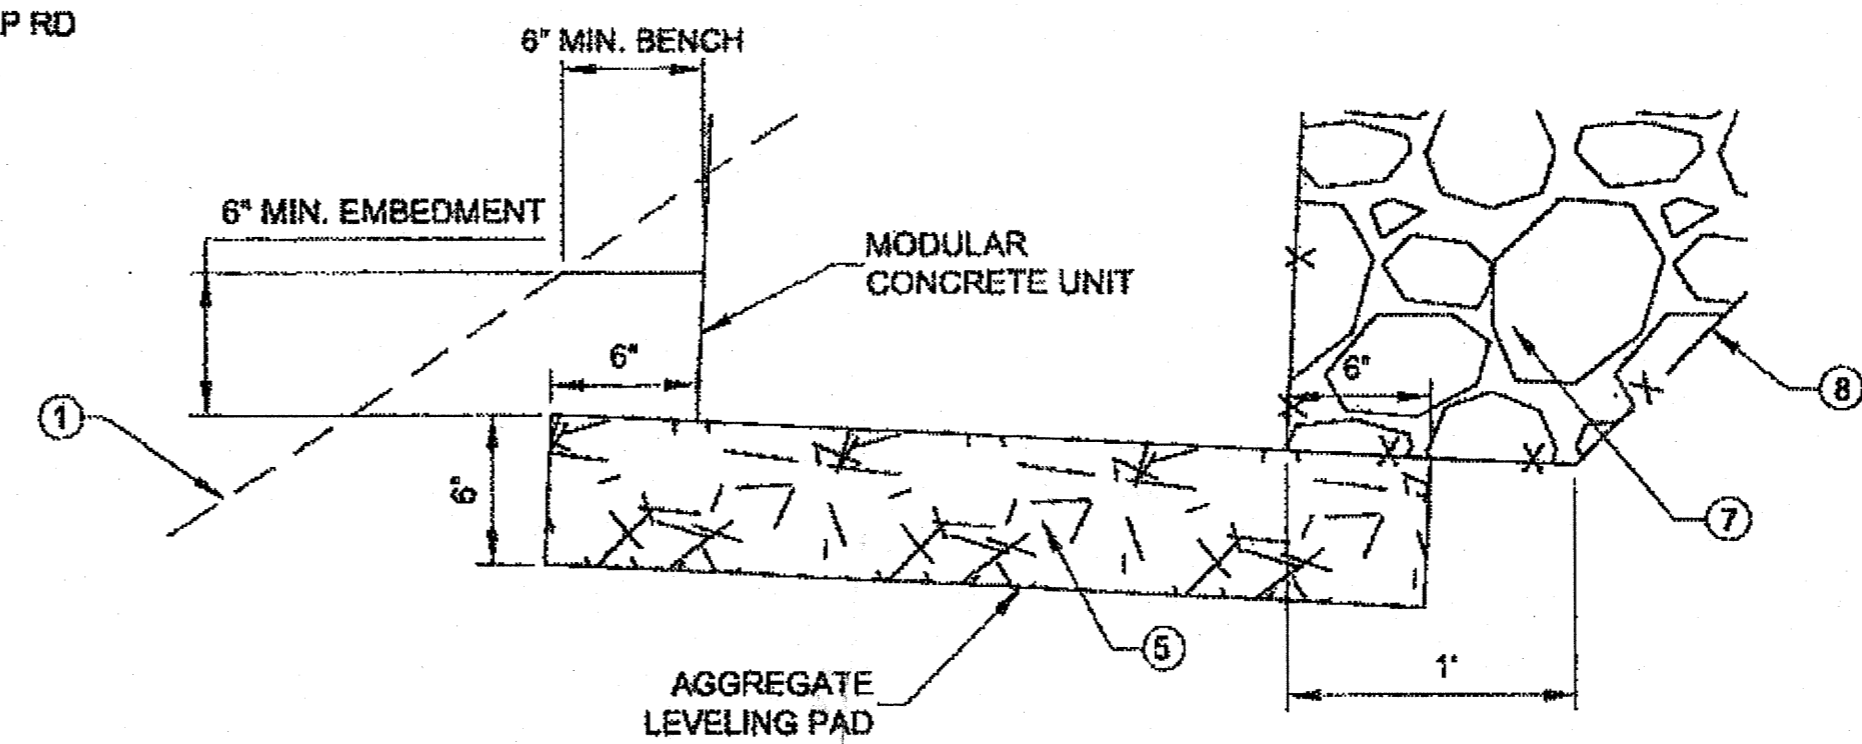 P RD
6" MIN. BENCH
6" MIN. EMBEDMENT
MODULAR
CONCRETE UNIT
6"
6"
8
1
6"
7
5
AGGREGATE
LEVELING PAD
1'